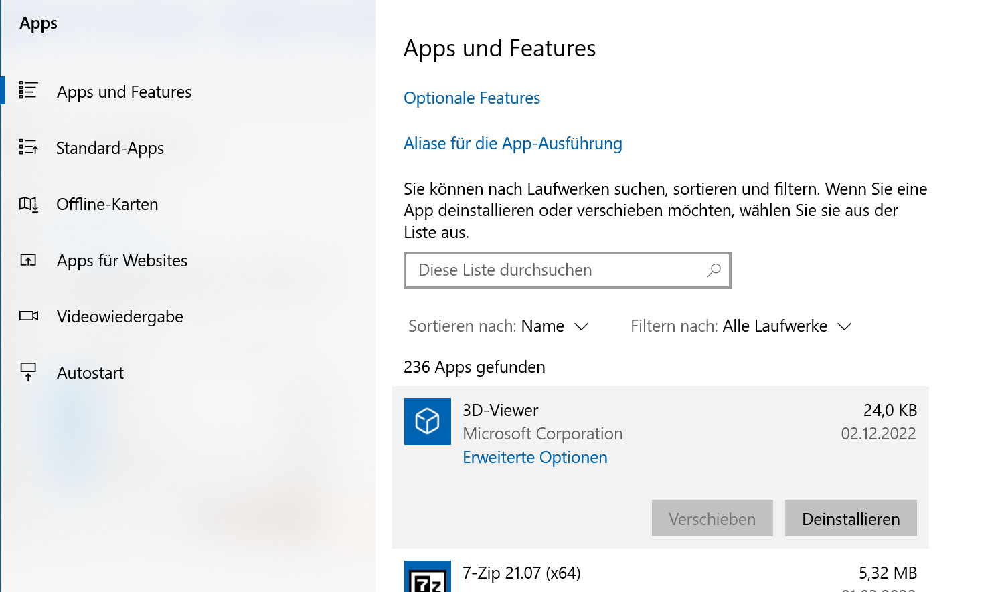 Apps
Apps und Features
Standard-Apps
Offline-Karten
Apps für Websites
Videowiedergabe
Autostart
Apps und Features
Optionale Features
Aliase für die App-Ausführung
Sie können nach Laufwerken suchen, sortieren und filtern. Wenn Sie eine
App deinstallieren oder verschieben möchten, wählen Sie sie aus der
Liste aus.
Diese Liste durchsuchen
Sortieren nach: Name
Filtern nach: Alle Laufwerke
236 Apps gefunden
3D-Viewer
24,0 KB
Microsoft Corporation
02.12.2022
Erweiterte Optionen
Verschieben
Deinstallieren
7-Zip 21.07 (x64)
5,32 MB
7z